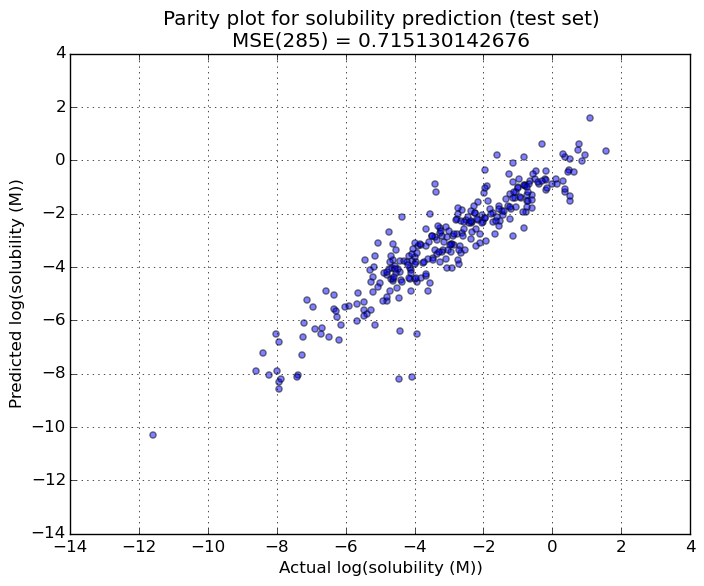 Parity plot for solubility prediction (test set)
MSE(285) = 0.715130142676
4
2
0
−2
−4
−6
−8
−10
−12
−14
Predicted log(solubility (M))
−14 −12 −10 −8 −6 −4 −2 0 2 4
Actual log(solubility (M))